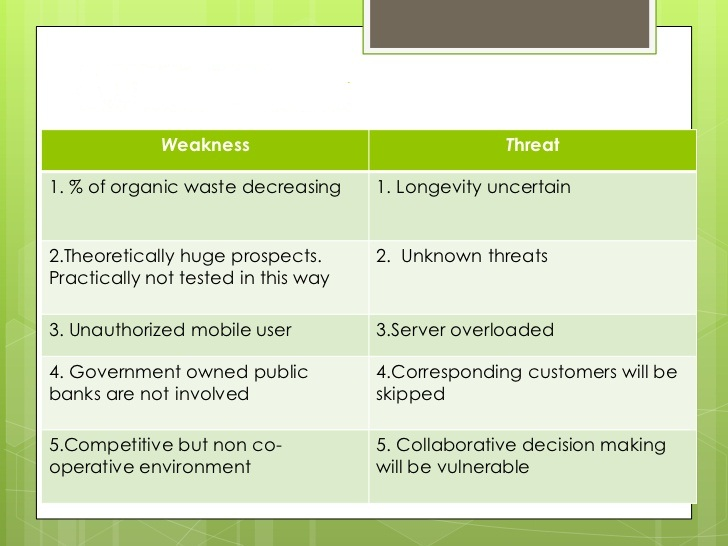 Weakness
Threat
1. % of organic waste decreasing
1. Longevity uncertain
2.Theoretically huge prospects.
Practically not tested in this way
2.  Unknown threats
3. Unauthorized mobile user
3.Server overloaded
4. Government owned public
banks are not involved
4.Corresponding customers will be
skipped
5.Competitive but non co-
operative environment
5. Collaborative decision making
will be vulnerable